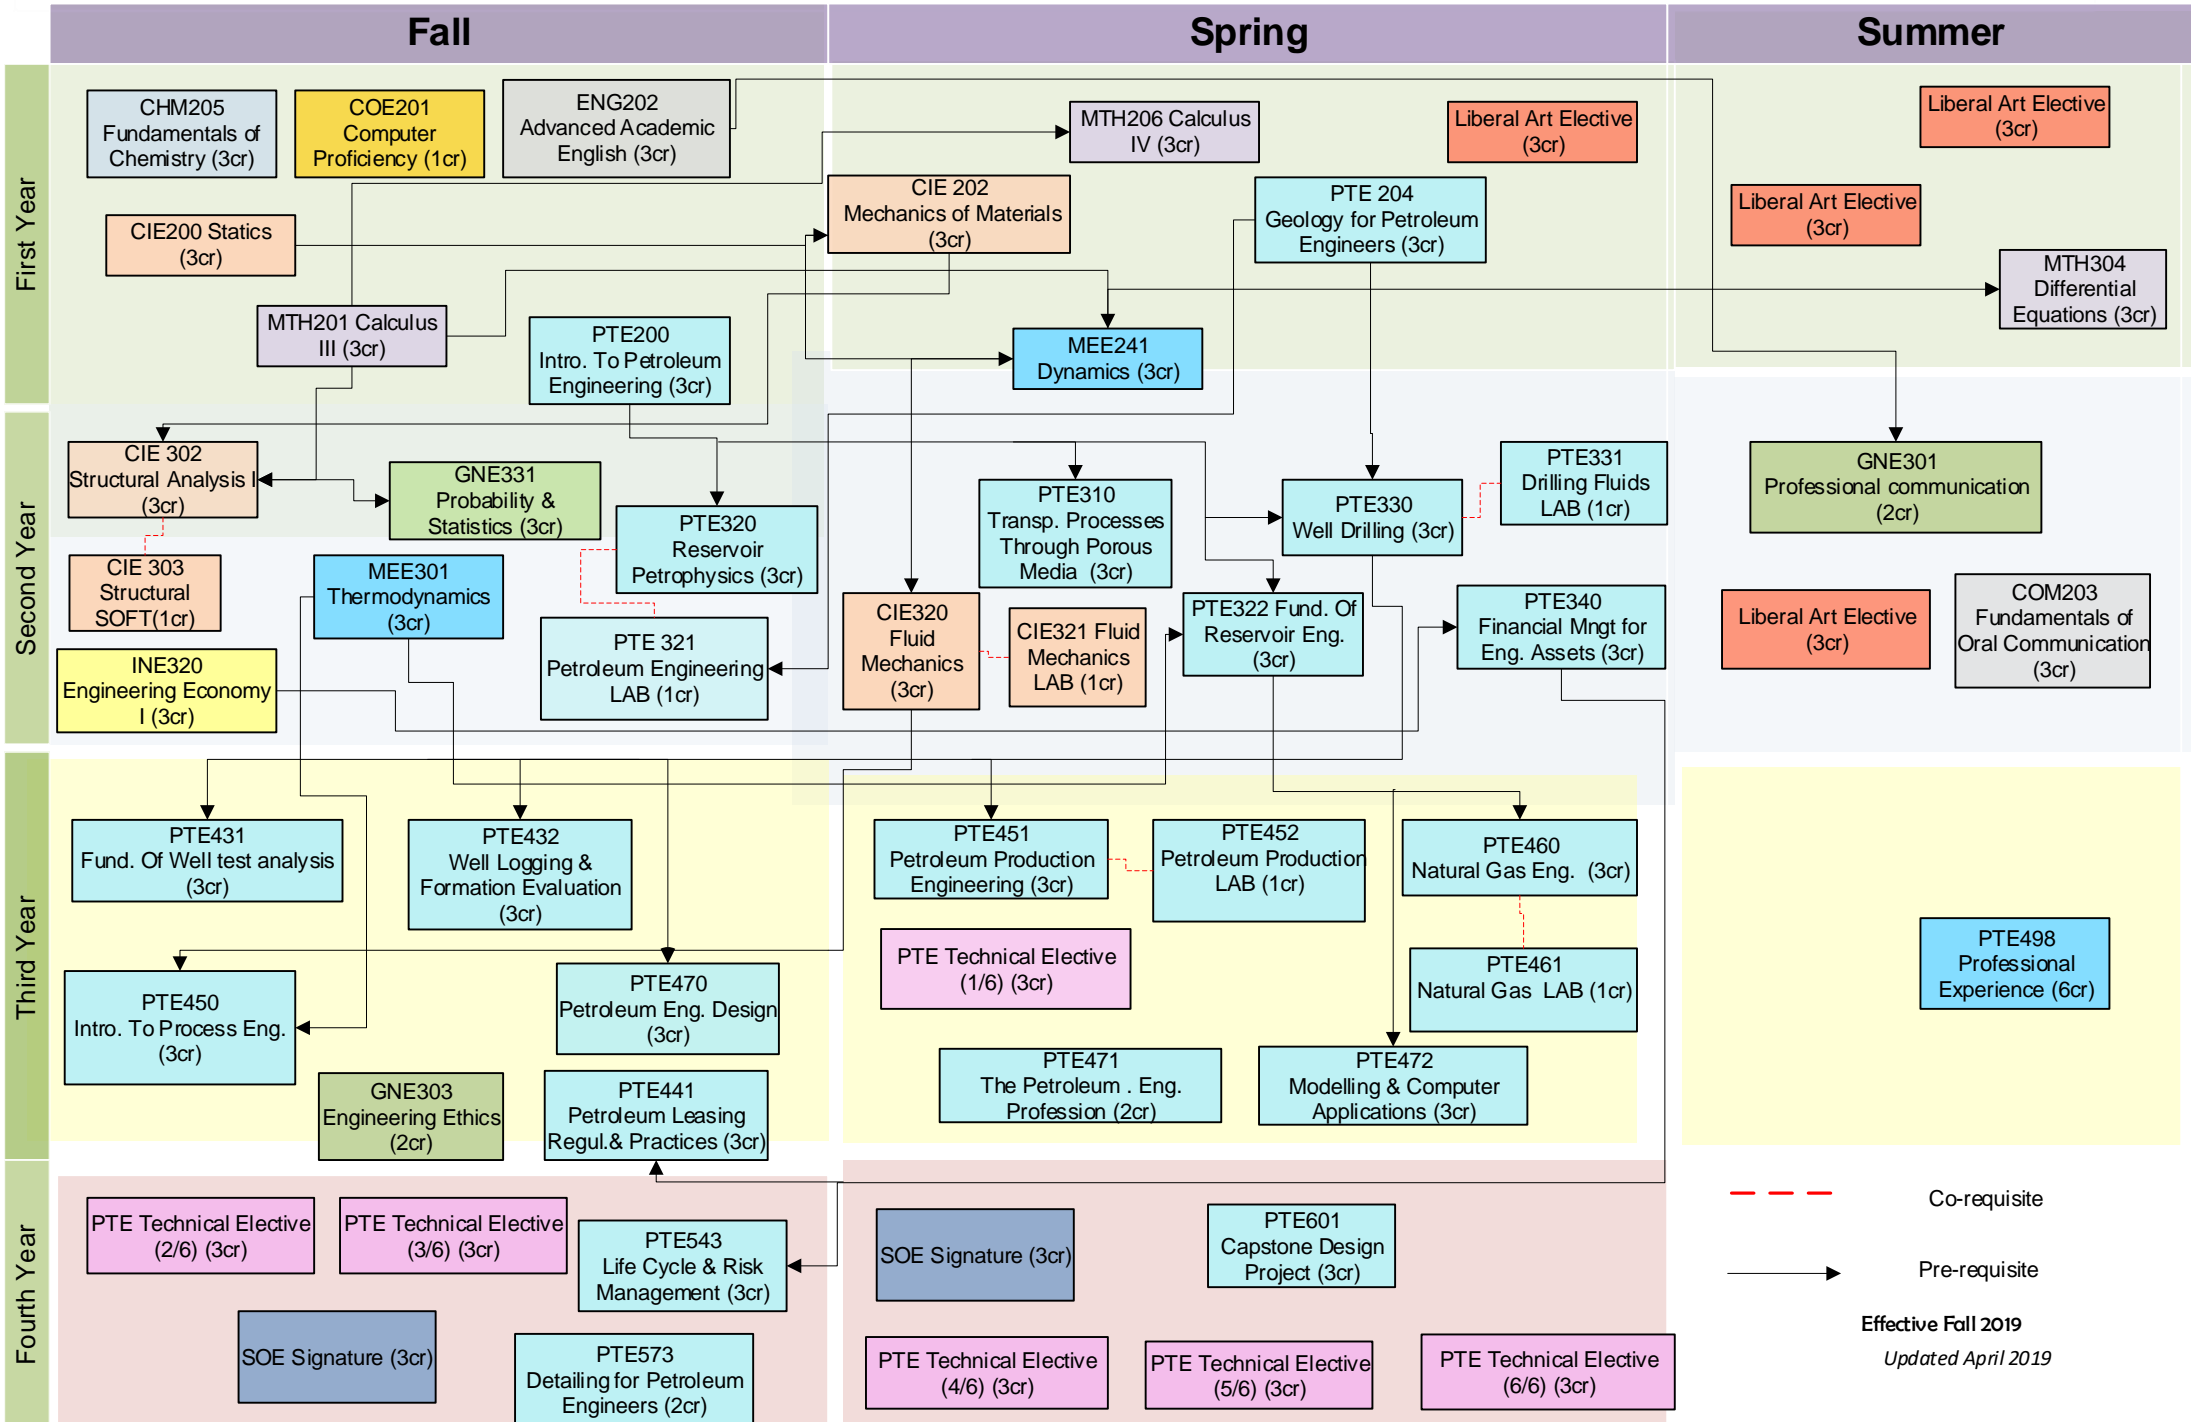 Fall
Spring
Summer
First Year
CHM205
Fundamentals of
Chemistry (3cr)
COE201
Computer
Proficiency (1cr)
ENG202
Advanced Academic
English (3cr)
MTH206 Calculus
IV (3cr)
Liberal Art Elective
(3cr)
Liberal Art Elective
(3cr)
CIE200 Statics
(3cr)
CIE 202
Mechanics of Materials
(3cr)
PTE 204
Geology for Petroleum
Engineers (3cr)
Liberal Art Elective
(3cr)
MTH201 Calculus
III (3cr)
PTE200
Intro. To Petroleum
Engineering (3cr)
MEE241
Dynamics (3cr)
MTH304
Differential
Equations (3cr)
Second Year
CIE 302
Structural Analysis I
(3cr)
GNE331
Probability &
Statistics (3cr)
PTE320
Reservoir
Petrophysics (3cr)
PTE310
Transp. Processes
Through Porous
Media (3cr)
PTE330
Well Drilling (3cr)
PTE331
Drilling Fluids
LAB (1cr)
GNE301
Professional communication
(2cr)
CIE 303
Structural
SOFT(1cr)
MEE301
Thermodynamics
(3cr)
PTE 321
Petroleum Engineering
LAB (1cr)
CIE320
Fluid
Mechanics
(3cr)
CIE321 Fluid
Mechanics
LAB (1cr)
PTE322 Fund. Of
Reservoir Eng.
(3cr)
PTE340
Financial Mngt for
Eng. Assets (3cr)
Liberal Art Elective
(3cr)
COM203
Fundamentals of
Oral Communication
(3cr)
INE320
Engineering Economy
I (3cr)
Third Year
PTE431
Fund. Of Well test analysis
(3cr)
PTE432
Well Logging &
Formation Evaluation
(3cr)
PTE451
Petroleum Production
Engineering (3cr)
PTE452
Petroleum Production
LAB (1cr)
PTE460
Natural Gas Eng. (3cr)
PTE450
Intro. To Process Eng.
(3cr)
PTE470
Petroleum Eng. Design
(3cr)
PTE Technical Elective
(1/6) (3cr)
PTE461
Natural Gas LAB (1cr)
PTE498
Professional
Experience (6cr)
GNE303
Engineering Ethics
(2cr)
PTE441
Petroleum Leasing
Regul.& Practices (3cr)
PTE471
The Petroleum . Eng.
Profession (2cr)
PTE472
Modelling & Computer
Applications (3cr)
Fourth Year
PTE Technical Elective
(2/6) (3cr)
PTE Technical Elective
(3/6) (3cr)
PTE543
Life Cycle & Risk
Management (3cr)
SOE Signature (3cr)
PTE601
Capstone Design
Project (3cr)
SOE Signature (3cr)
PTE573
Detailing for Petroleum
Engineers (2cr)
PTE Technical Elective
(4/6) (3cr)
PTE Technical Elective
(5/6) (3cr)
PTE Technical Elective
(6/6) (3cr)
Co-requisite
Pre-requisite
Effective Fall 2019
Updated April 2019